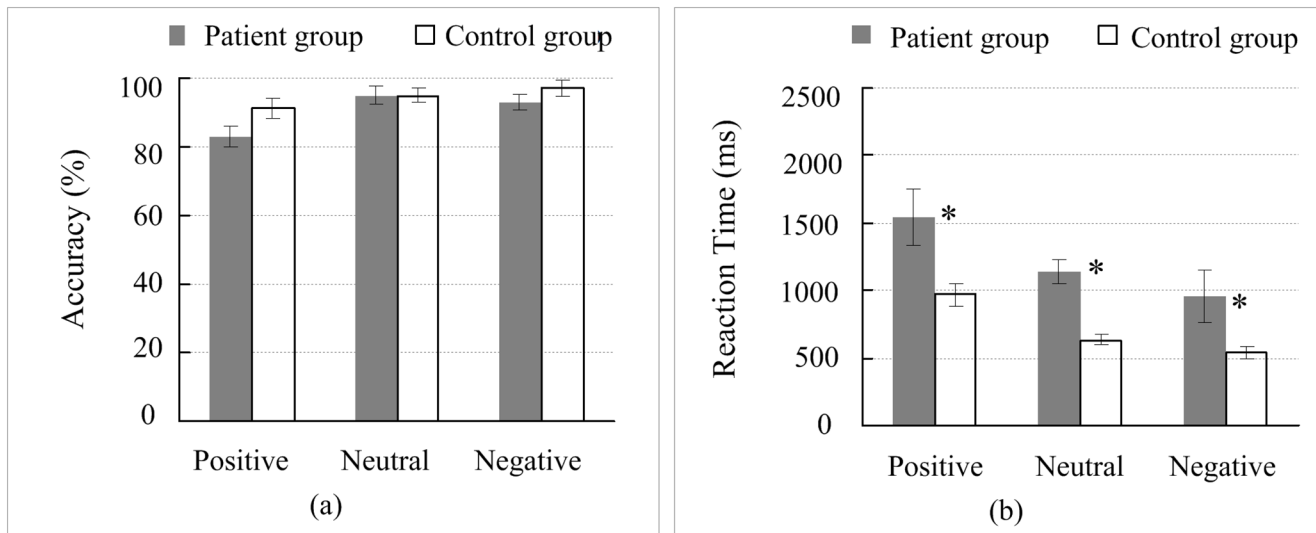 Patient group Control group
Accuracy (%)
100
80
60
40
20
0
Positive Neutral Negative
(a)
Patient group Control group
Reaction Time (ms)
2500
2000
1500
1000
500
0
*
*
*
Positive Neutral Negative
(b)